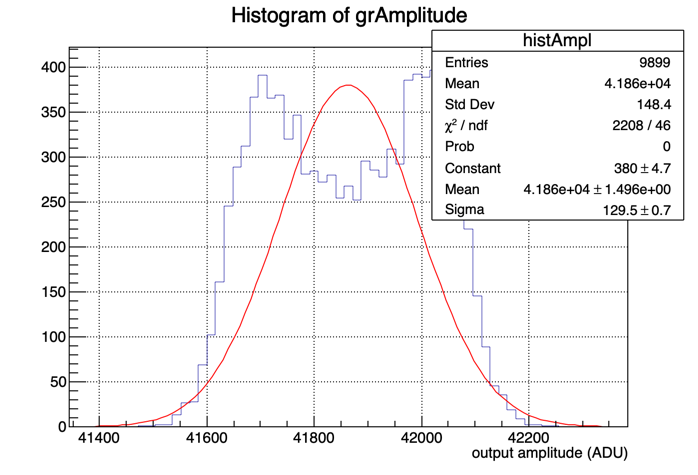 Histogram of grAmplitude
histAmpl
Entries 9899
Mean 4.186e+04
Std Dev 148.4
χ² / ndf 2208 / 46
Prob 0
Constant 380 ± 4.7
Mean 4.186e+04 ± 1.496e+00
Sigma 129.5 ± 0.7
400
350
300
250
200
150
100
50
0
41400 41600 41800 42000 42200
output amplitude (ADU)